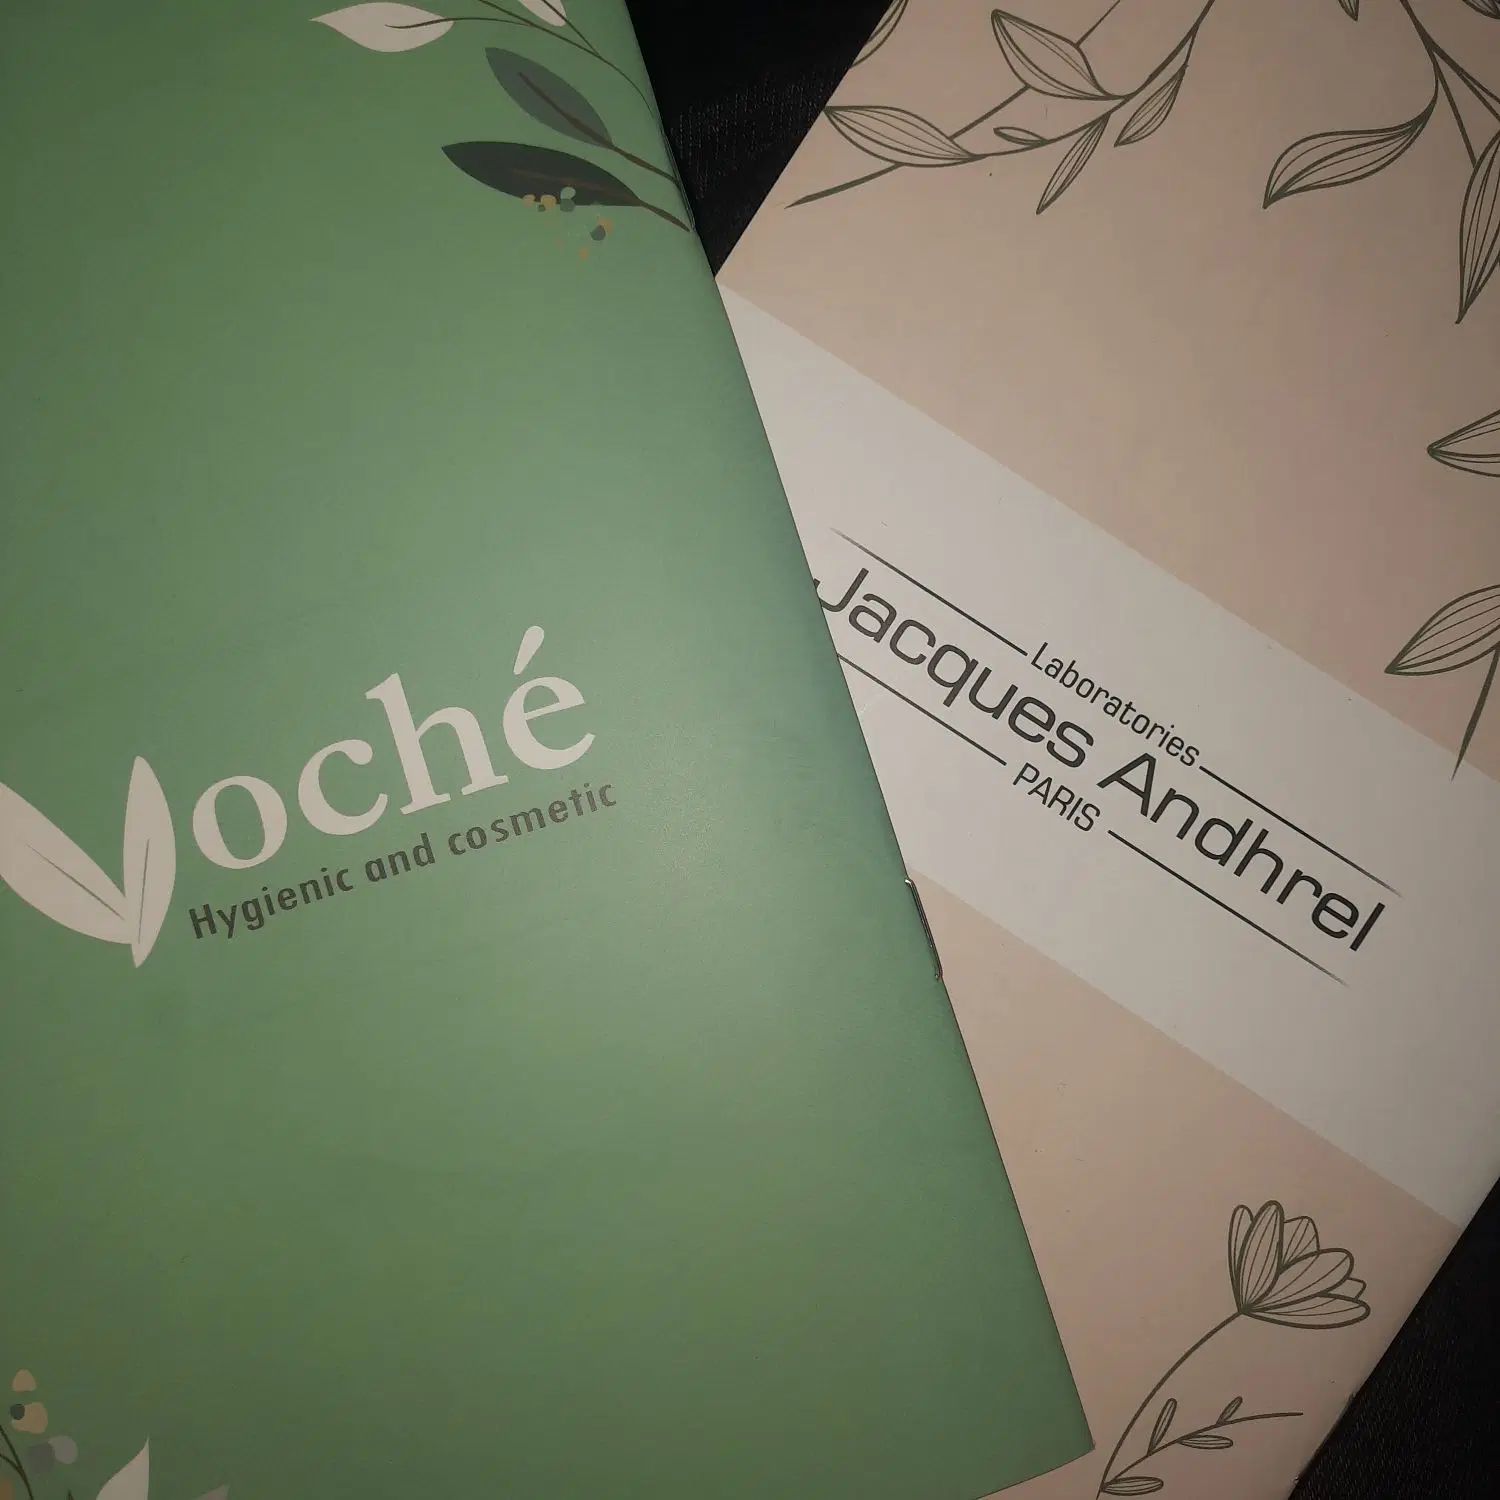 Voché
Hygienic and cosmetic
Laboratories
Jacques Andhrel
PARIS